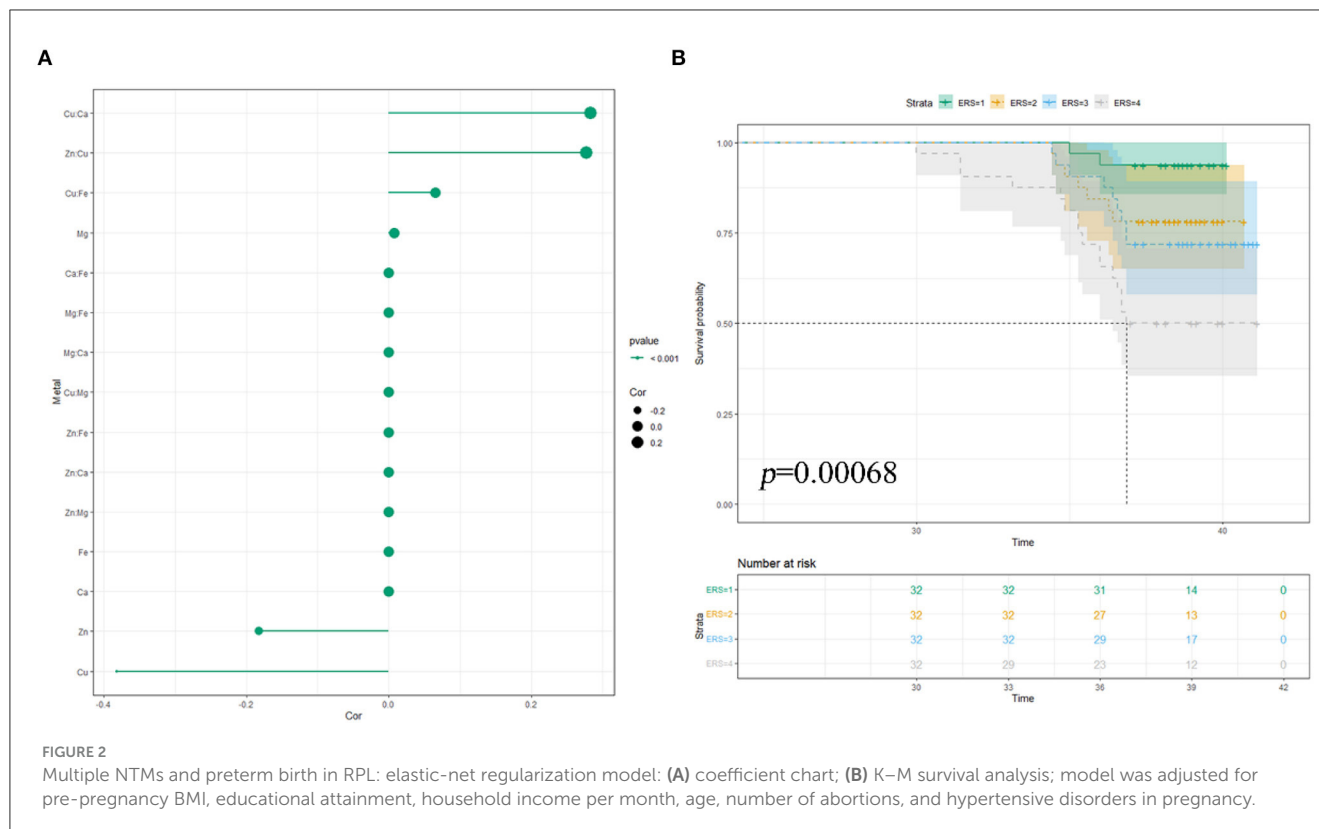 A
Cu:Ca
Zn:Cu
Cu:Fe
Mg
Ca:Fe
Mg:Fe
Mg:Ca
Cu:Mg
Zn:Fe
Zn:Ca
Zn:Mg
Fe
Ca
Zn
Cu
Metal
-0.4 -0.2 0.0 0.2
Cor
pvalue
< 0.001
Cor
-0.2
0.0
0.2
B
Strata ERS=1 ERS=2 ERS=3 ERS=4
1.00
0.75
0.50
0.25
0.00
Survival probability
p=0.00068
30 40
Time
Number at risk
Strata
ERS=1 32 32 31 14 0
ERS=2 32 32 27 13 0
ERS=3 32 32 29 17 0
ERS=4 32 29 23 12 0
30 33 36 39 42
Time
FIGURE 2
Multiple NTMs and preterm birth in RPL: elastic-net regularization model: (A) coefficient chart; (B) K–M survival analysis; model was adjusted for
pre-pregnancy BMI, educational attainment, household income per month, age, number of abortions, and hypertensive disorders in pregnancy.